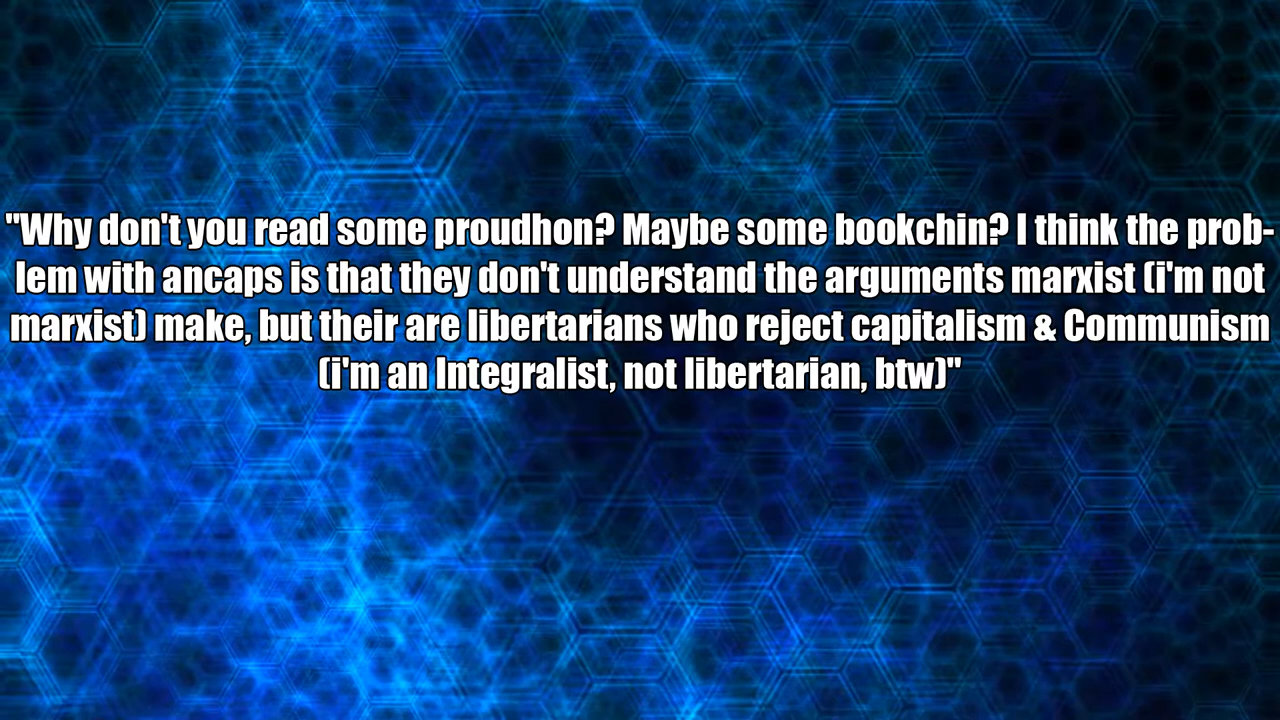 "Why don't you read some proudhon? Maybe some bookchin? I think the prob-
lem with ancaps is that they don't understand the arguments marxist (i'm not
marxist) make, but their are libertarians who reject capitalism & Communism
(i'm an Integralist, not libertarian, btw)"